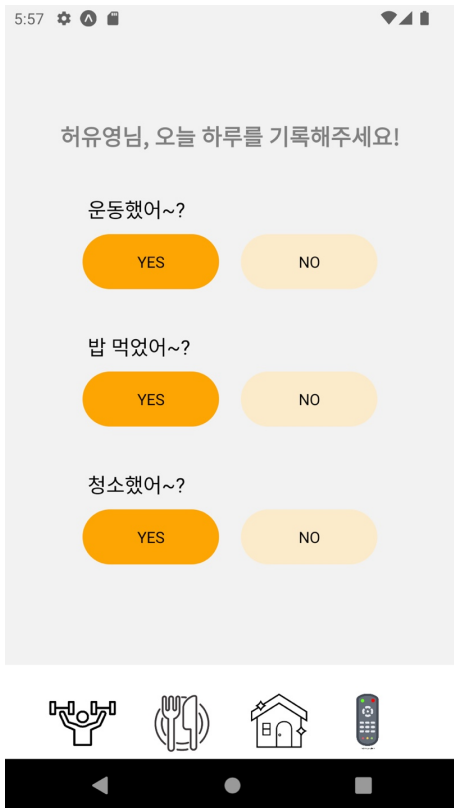 5:57
허유영님, 오늘 하루를 기록해주세요!
운동했어~?
YES NO
밥 먹었어~?
YES NO
청소했어~?
YES NO